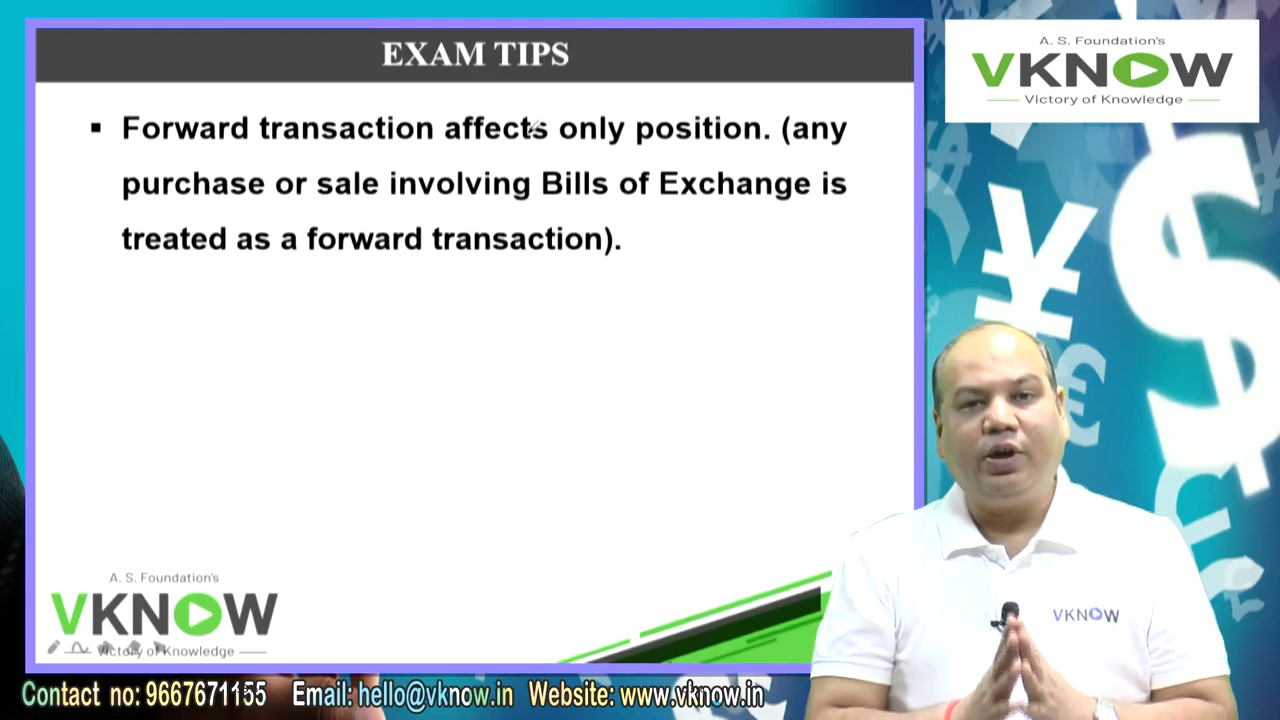 EXAM TIPS
▪ Forward transaction affects only position. (any
purchase or sale involving Bills of Exchange is
treated as a forward transaction).
A. S. Foundation's
VKNOW
Victory of Knowledge
A. S. Foundation's
VKNOW
Victory of Knowledge
VKNOW
Contact no: 9667671155 Email: hello@vknow.in Website: www.vknow.in